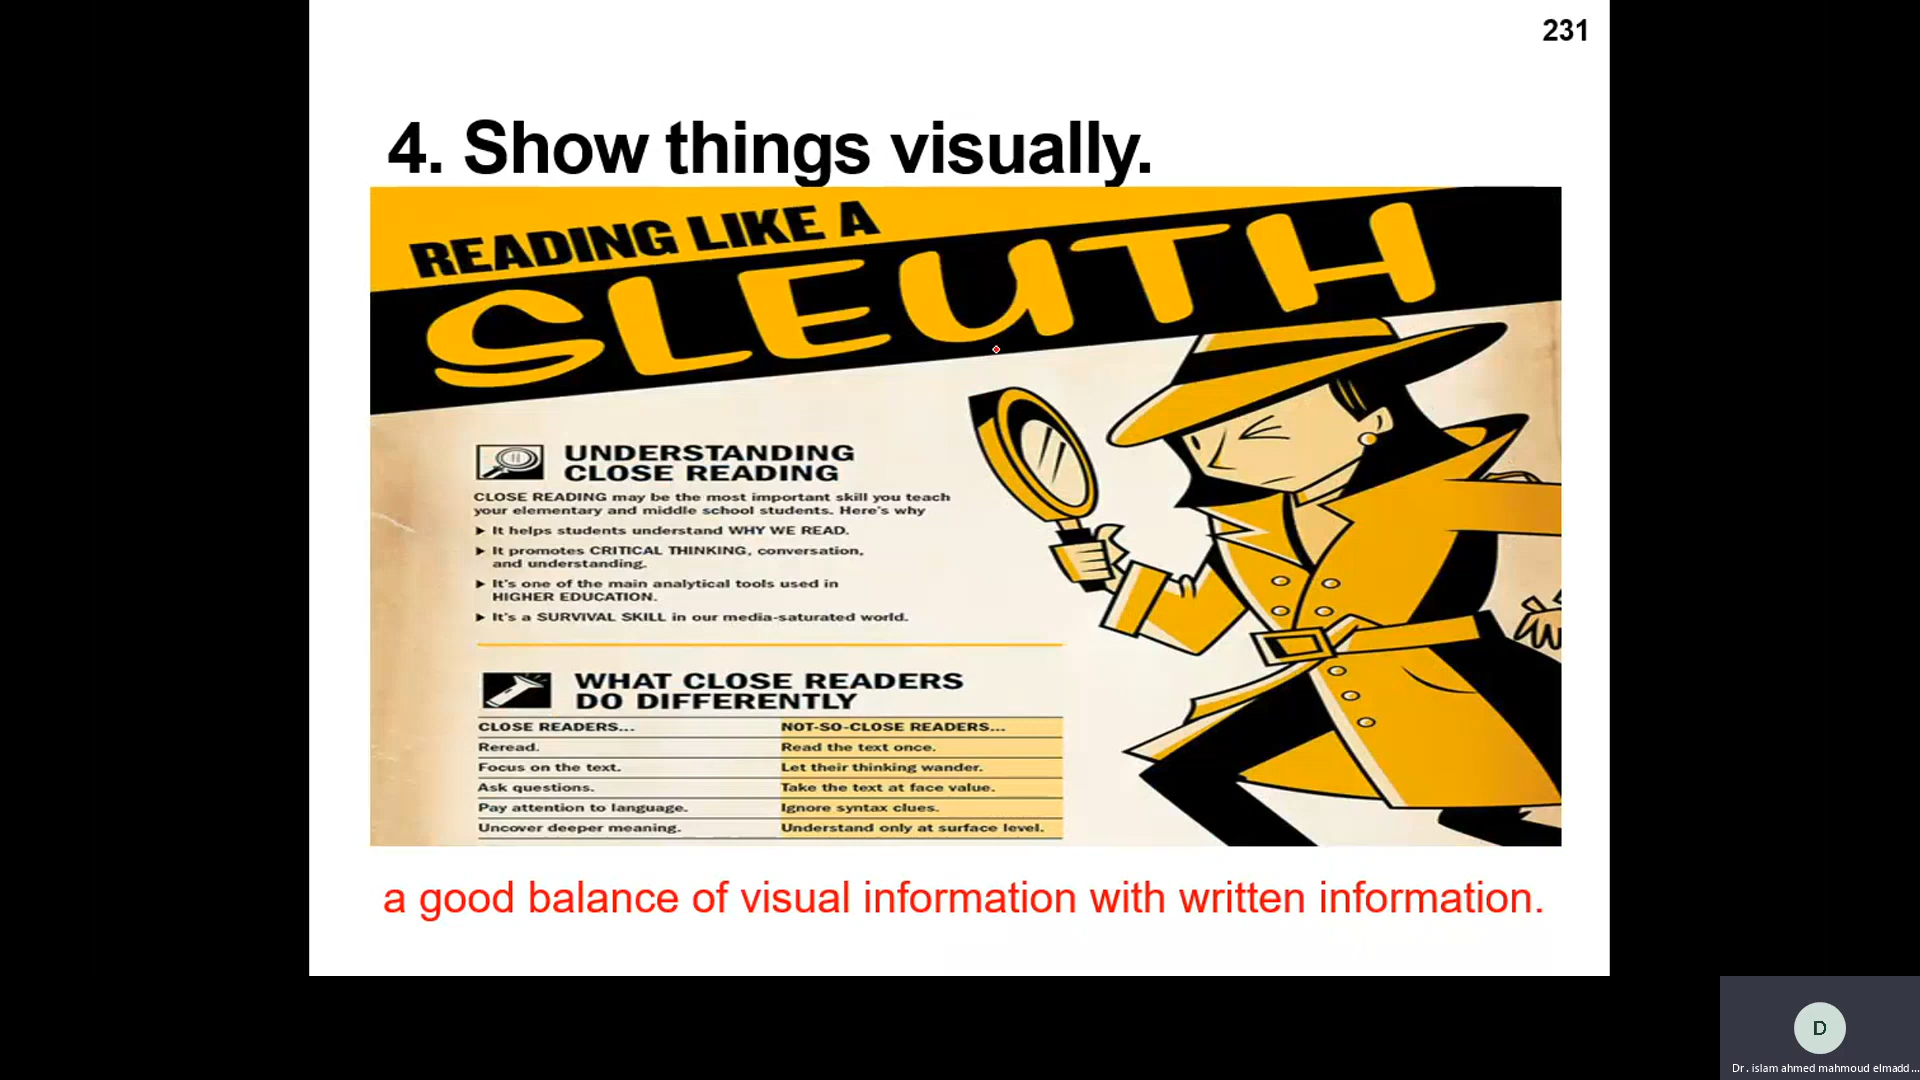 231
4. Show things visually.
READING LIKE A
SLEUTH
UNDERSTANDING
CLOSE READING
CLOSE READING may be the most important skill you teach
your elementary and middle school students. Here's why
▶ It helps students understand WHY WE READ.
▶ It promotes CRITICAL THINKING, conversation,
and understanding.
▶ It's one of the main analytical tools used in
HIGHER EDUCATION.
▶ It's a SURVIVAL SKILL in our media-saturated world.
WHAT CLOSE READERS
DO DIFFERENTLY
CLOSE READERS... NOT-SO-CLOSE READERS...
Reread. Read the text once.
Focus on the text. Let their thinking wander.
Ask questions. Take the text at face value.
Pay attention to language. Ignore syntax clues.
Uncover deeper meaning. Understand only at surface level.
a good balance of visual information with written information.
D
Dr. islam ahmed mahmoud elmadd...